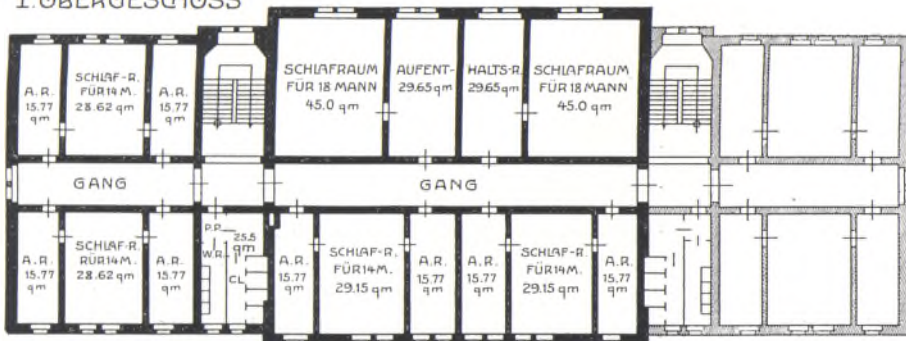 1. OBERGESCHOSS
A.R.
15.77
qm
SCHLAF-R.
FÜR 14 M.
28.62 qm
A.R.
15.77
qm
SCHLAFRAUM
FÜR 18 MANN
45.0 qm
AUFENT-
29.65 qm
HALTS-R.
29.65 qm
SCHLAFRAUM
FÜR 18 MANN
45.0 qm
GANG
GANG
A.R.
15.77
qm
SCHLAF-R.
RÜR 14 M.
28.62 qm
A.R.
15.77
qm
P.P.
W.R.
25.5
qm
CL
A.R.
15.77
qm
SCHLAF-R.
FÜR 14 M.
29.15 qm
A.R.
15.77
qm
A.R.
15.77
qm
SCHLAF-R.
FÜR 14 M.
29.15 qm
A.R.
15.77
qm